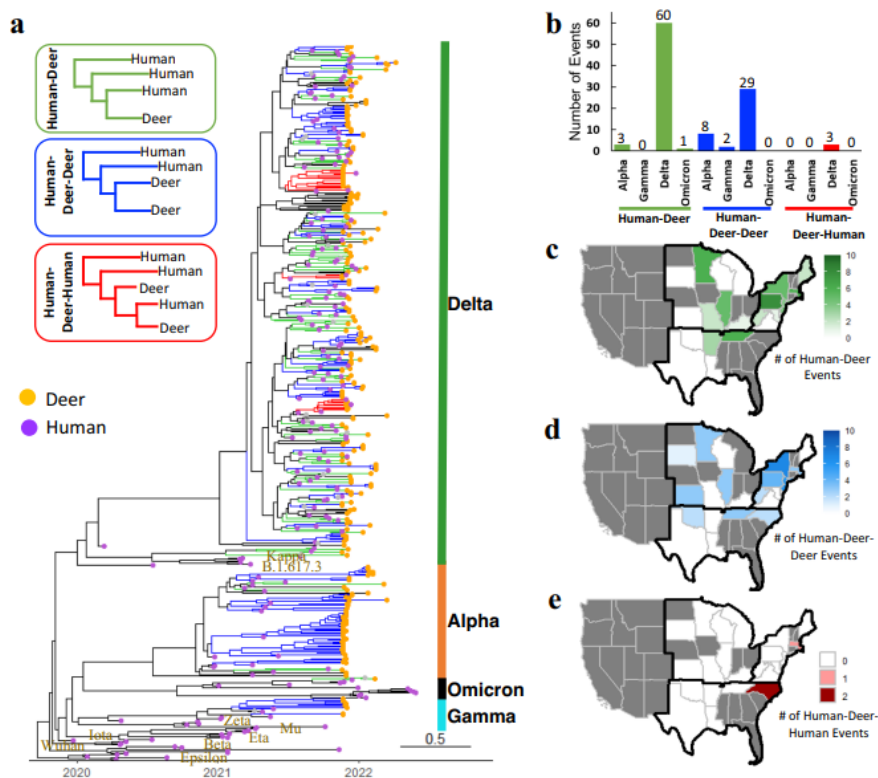 a
Human-Deer
Human
Human
Human
Deer
Human-
Deer-Deer
Human
Human
Deer
Deer
Human-
Deer-Human
Human
Human
Deer
Human
Deer
Deer
Human
Delta
Kappa
B.1.617.3
Alpha
Omicron
Gamma
Zeta
Mu
Iota
Eta
Wuhan
Beta
Epsilon
0.5
2020 2021 2022
b
Number of Events
60
50
40
30
20
10
0
3 0 60 1 8 2 29 0 0 0 3 0
Alpha Gamma Delta Omicron Alpha Gamma Delta Omicron Alpha Gamma Delta Omicron
Human-Deer
Human-
Deer-Deer
Human-
Deer-Human
c
10
8
6
4
2
0
# of Human-Deer
Events
d
10
8
6
4
2
0
# of Human-Deer-
Deer Events
e
0
1
2
# of Human-Deer-
Human Events